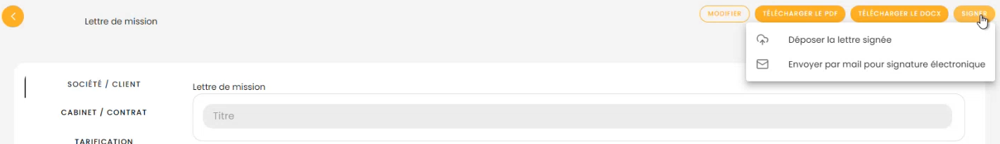 Lettre de mission
MODIFIER
TÉLÉCHARGER LE PDF
TÉLÉCHARGER LE DOCX
SIGNER
Déposer la lettre signée
Envoyer par mail pour signature électronique
SOCIÉTÉ / CLIENT
CABINET / CONTRAT
TARIFICATION
Lettre de mission
Titre